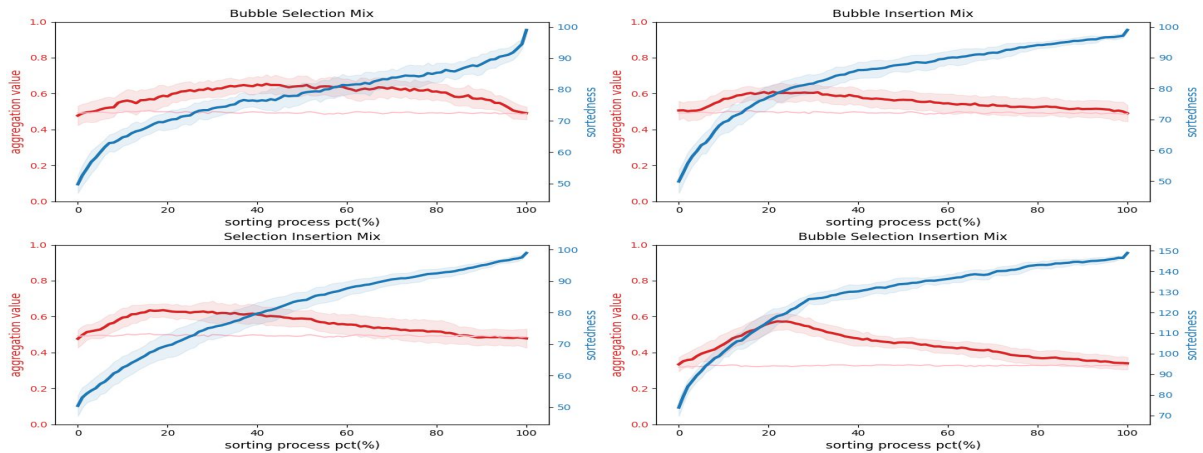 Bubble Selection Mix
1.0
0.8
0.6
0.4
0.2
0.0
aggregation value
100
90
80
70
60
50
sortedness
0 20 40 60 80 100
sorting process pct(%)
Bubble Insertion Mix
1.0
0.8
0.6
0.4
0.2
0.0
aggregation value
100
90
80
70
60
50
sortedness
0 20 40 60 80 100
sorting process pct(%)
Selection Insertion Mix
1.0
0.8
0.6
0.4
0.2
0.0
aggregation value
100
90
80
70
60
50
sortedness
0 20 40 60 80 100
sorting process pct(%)
Bubble Selection Insertion Mix
1.0
0.8
0.6
0.4
0.2
0.0
aggregation value
150
140
130
120
110
100
90
80
70
sortedness
0 20 40 60 80 100
sorting process pct(%)